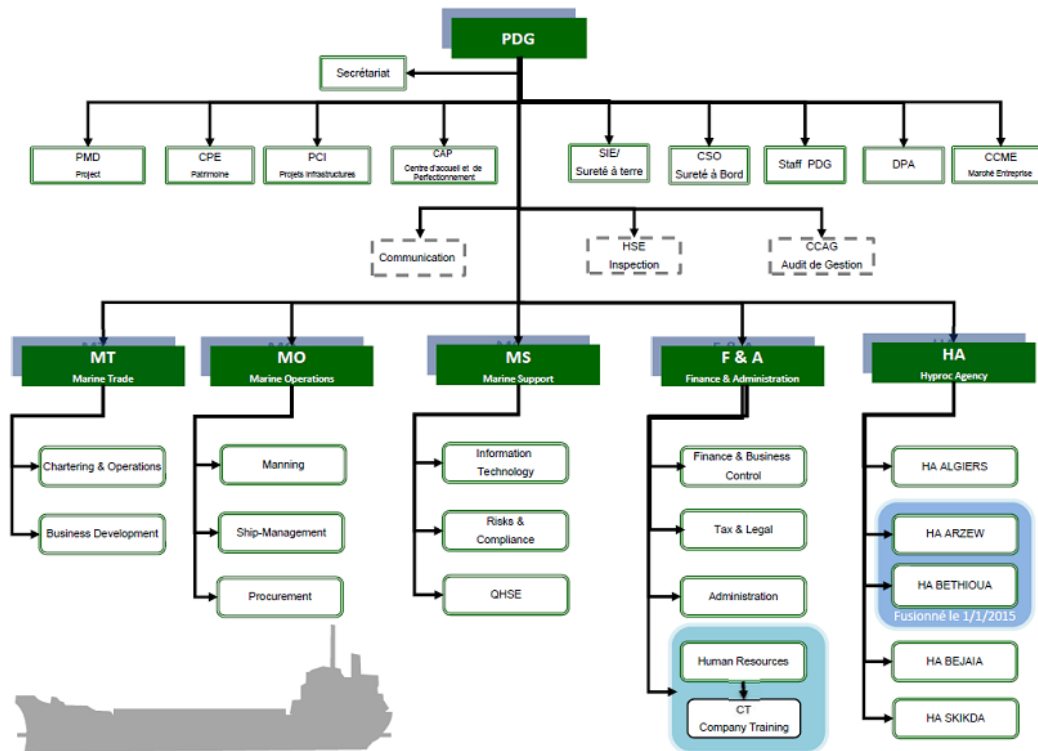 PDG
Secrétariat
PMD
Project
CPE
Patrimoine
PCI
Projets Infrastructures
CAP
Centre d'accueil et de
Perfectionnement
SIE/
Sureté à terre
CSO
Sureté à Bord
Staff PDG
DPA
CCME
Marché Entreprise
Communication
HSE
Inspection
CCAG
Audit de Gestion
MT
Marine Trade
MO
Marine Operations
MS
Marine Support
F & A
Finance & Administration
HA
Hyproc Agency
Chartering & Operations
Business Development
Manning
Ship-Management
Procurement
Information
Technology
Risks &
Compliance
QHSE
Finance & Business
Control
Tax & Legal
Administration
Human Resources
CT
Company Training
HA ALGIERS
HA ARZEW
HA BETHIOUA
Fusionné le 1/1/2015
HA BEJAIA
HA SKIKDA